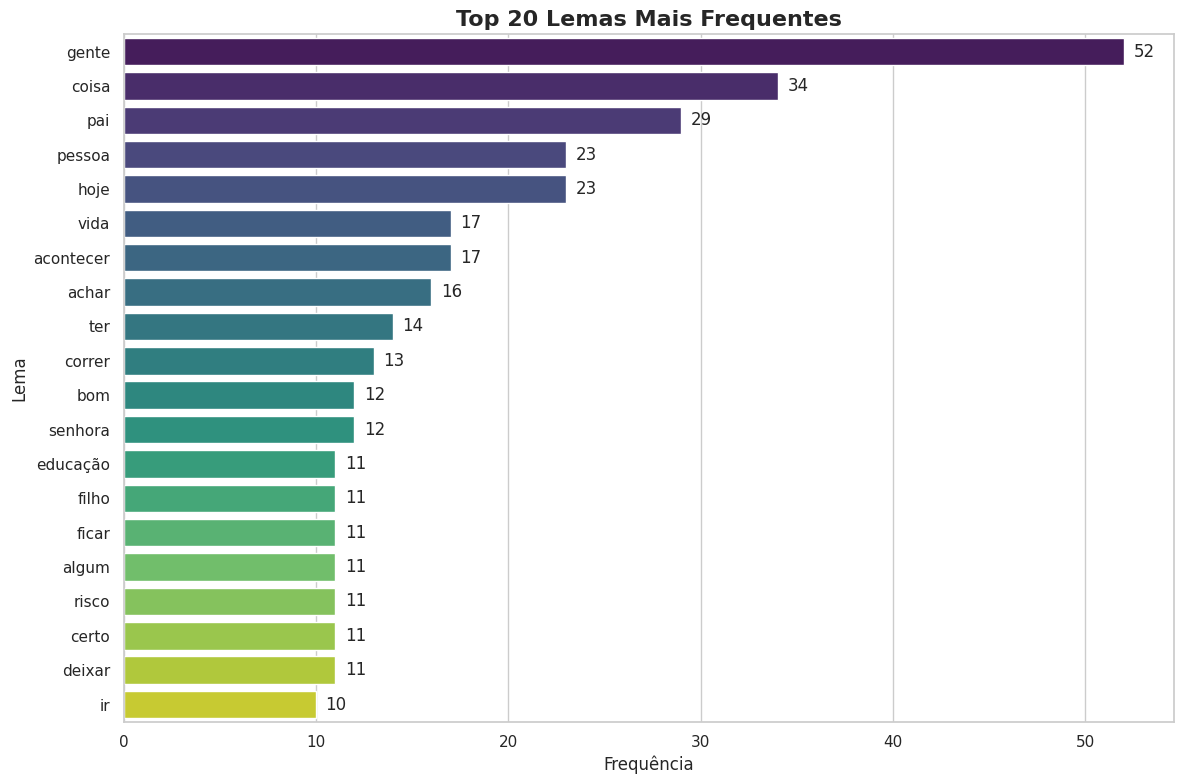 Top 20 Lemas Mais Frequentes
gente 52
coisa 34
pai 29
pessoa 23
hoje 23
vida 17
acontecer 17
achar 16
ter 14
correr 13
bom 12
senhora 12
educação 11
filho 11
ficar 11
algum 11
risco 11
certo 11
deixar 11
ir 10
Lema
0 10 20 30 40 50
Frequência